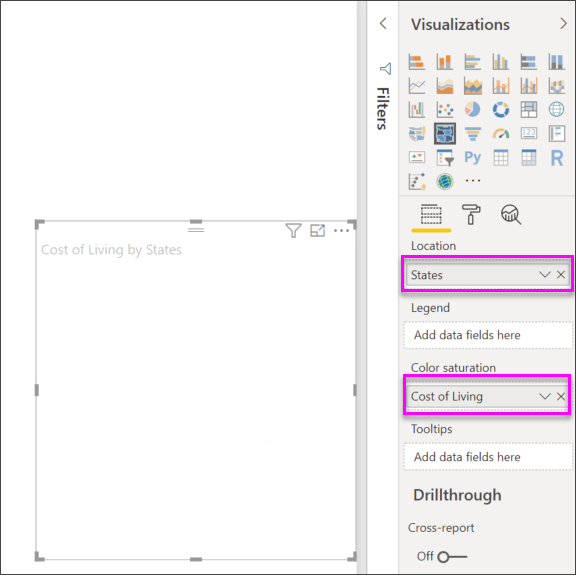 Visualizations
Filters
123
Py
R
Cost of Living by States
Location
States
Legend
Add data fields here
Color saturation
Cost of Living
Tooltips
Add data fields here
Drillthrough
Cross-report
Off